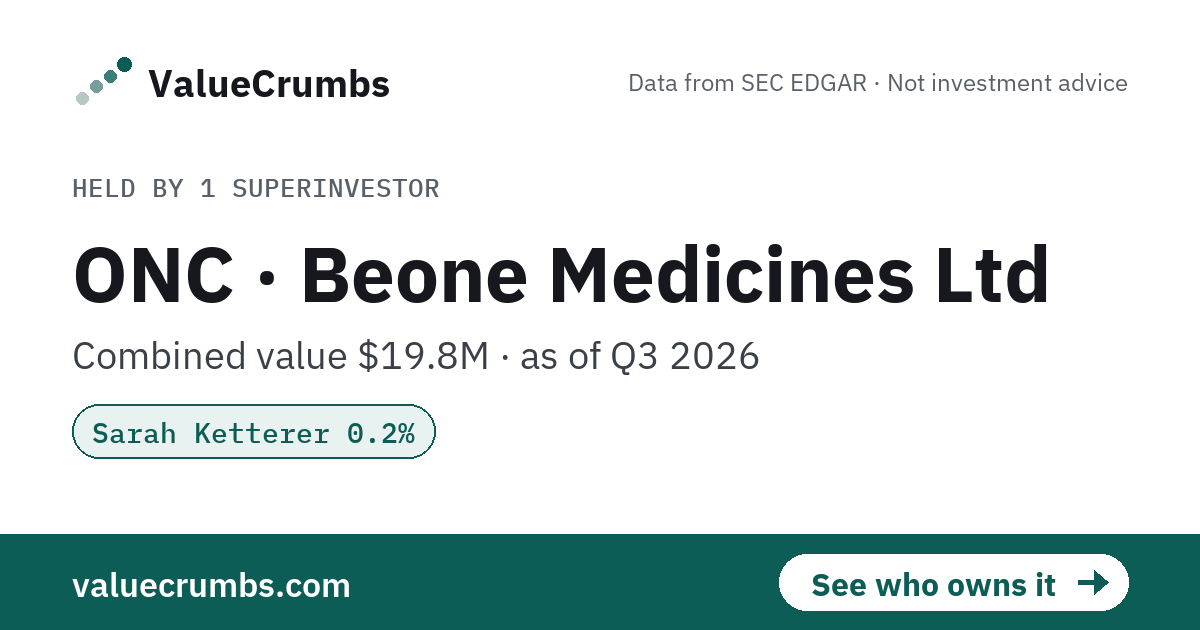 ValueCrumbs
Data from SEC EDGAR · Not investment advice
HELD BY 1 SUPERINVESTOR
ONC · Beone Medicines Ltd
Combined value $19.8M · as of Q3 2026
Sarah Ketterer 0.2%
valuecrumbs.com
See who owns it →